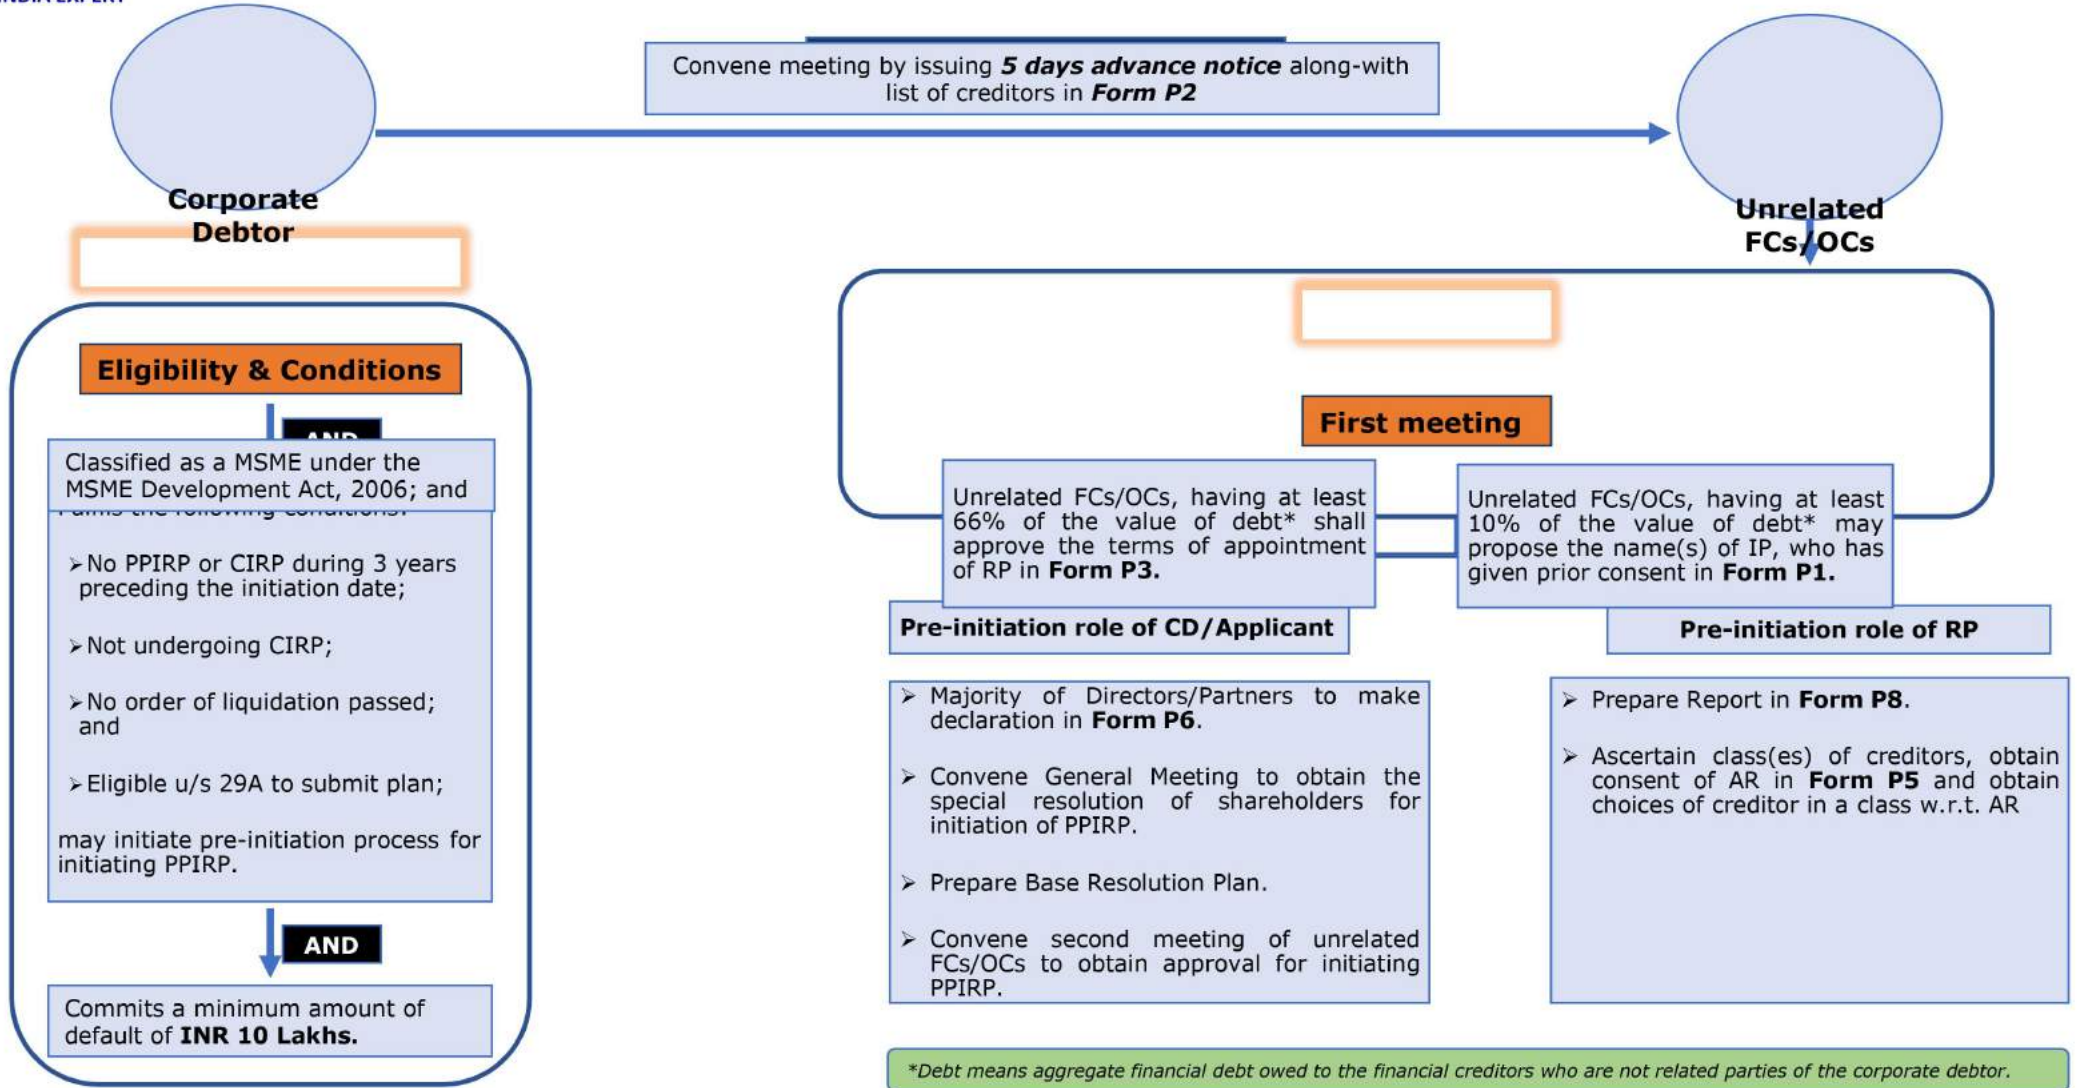 INDIA EXPERT
Convene meeting by issuing 5 days advance notice along-with
list of creditors in Form P2
Corporate
Debtor
Unrelated
FCs/OCs
Eligibility & Conditions
AND
Classified as a MSME under the
MSME Development Act, 2006; and
the following conditions:
➢No PPIRP or CIRP during 3 years
preceding the initiation date;
➢Not undergoing CIRP;
➢No order of liquidation passed;
and
➢Eligible u/s 29A to submit plan;
may initiate pre-initiation process for
initiating PPIRP.
AND
Commits a minimum amount of
default of INR 10 Lakhs.
First meeting
Unrelated FCs/OCs, having at least
66% of the value of debt* shall
approve the terms of appointment
of RP in Form P3.
Unrelated FCs/OCs, having at least
10% of the value of debt* may
propose the name(s) of IP, who has
given prior consent in Form P1.
Pre-initiation role of CD/Applicant
➢ Majority of Directors/Partners to make
declaration in Form P6.
➢ Convene General Meeting to obtain the
special resolution of shareholders for
initiation of PPIRP.
➢ Prepare Base Resolution Plan.
➢ Convene second meeting of unrelated
FCs/OCs to obtain approval for initiating
PPIRP.
Pre-initiation role of RP
➢ Prepare Report in Form P8.
➢ Ascertain class(es) of creditors, obtain
consent of AR in Form P5 and obtain
choices of creditor in a class w.r.t. AR
*Debt means aggregate financial debt owed to the financial creditors who are not related parties of the corporate debtor.